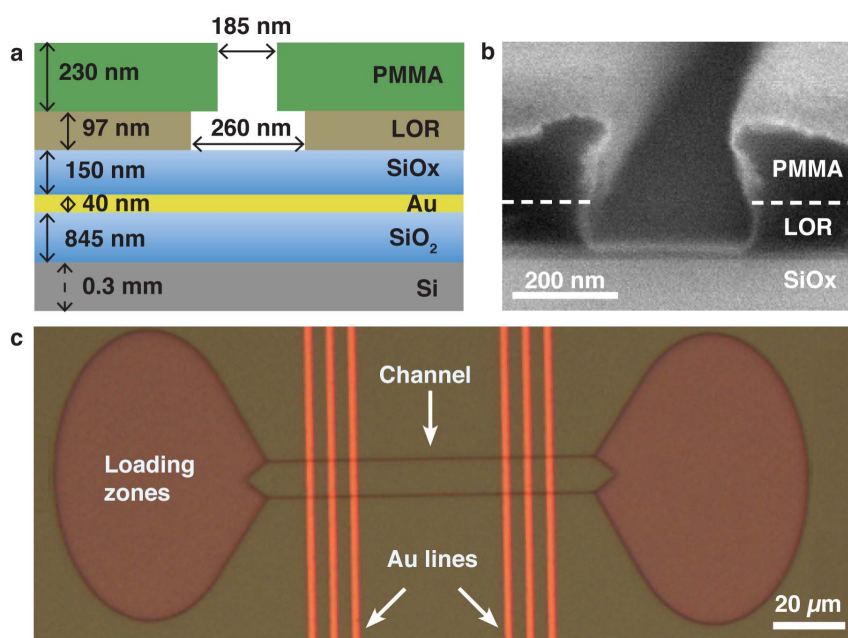 a
185 nm
230 nm
PMMA
97 nm
260 nm
LOR
150 nm
SiOx
40 nm
Au
845 nm
SiO₂
0.3 mm
Si
b
PMMA
LOR
200 nm
SiOx
c
Channel
Loading
zones
Au lines
20 µm